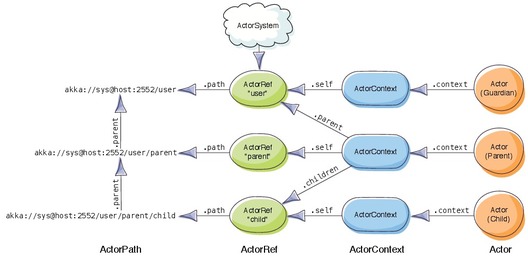 ActorSystem
akka://sys@host:2552/user
.path
ActorRef
"user"
.self
ActorContext
.context
Actor
(Guardian)
.parent
.parent
akka://sys@host:2552/user/parent
.path
ActorRef
"parent"
.self
ActorContext
.context
Actor
(Parent)
.parent
.children
akka://sys@host:2552/user/parent/child
.path
ActorRef
"child"
.self
ActorContext
.context
Actor
(Child)
ActorPath
ActorRef
ActorContext
Actor